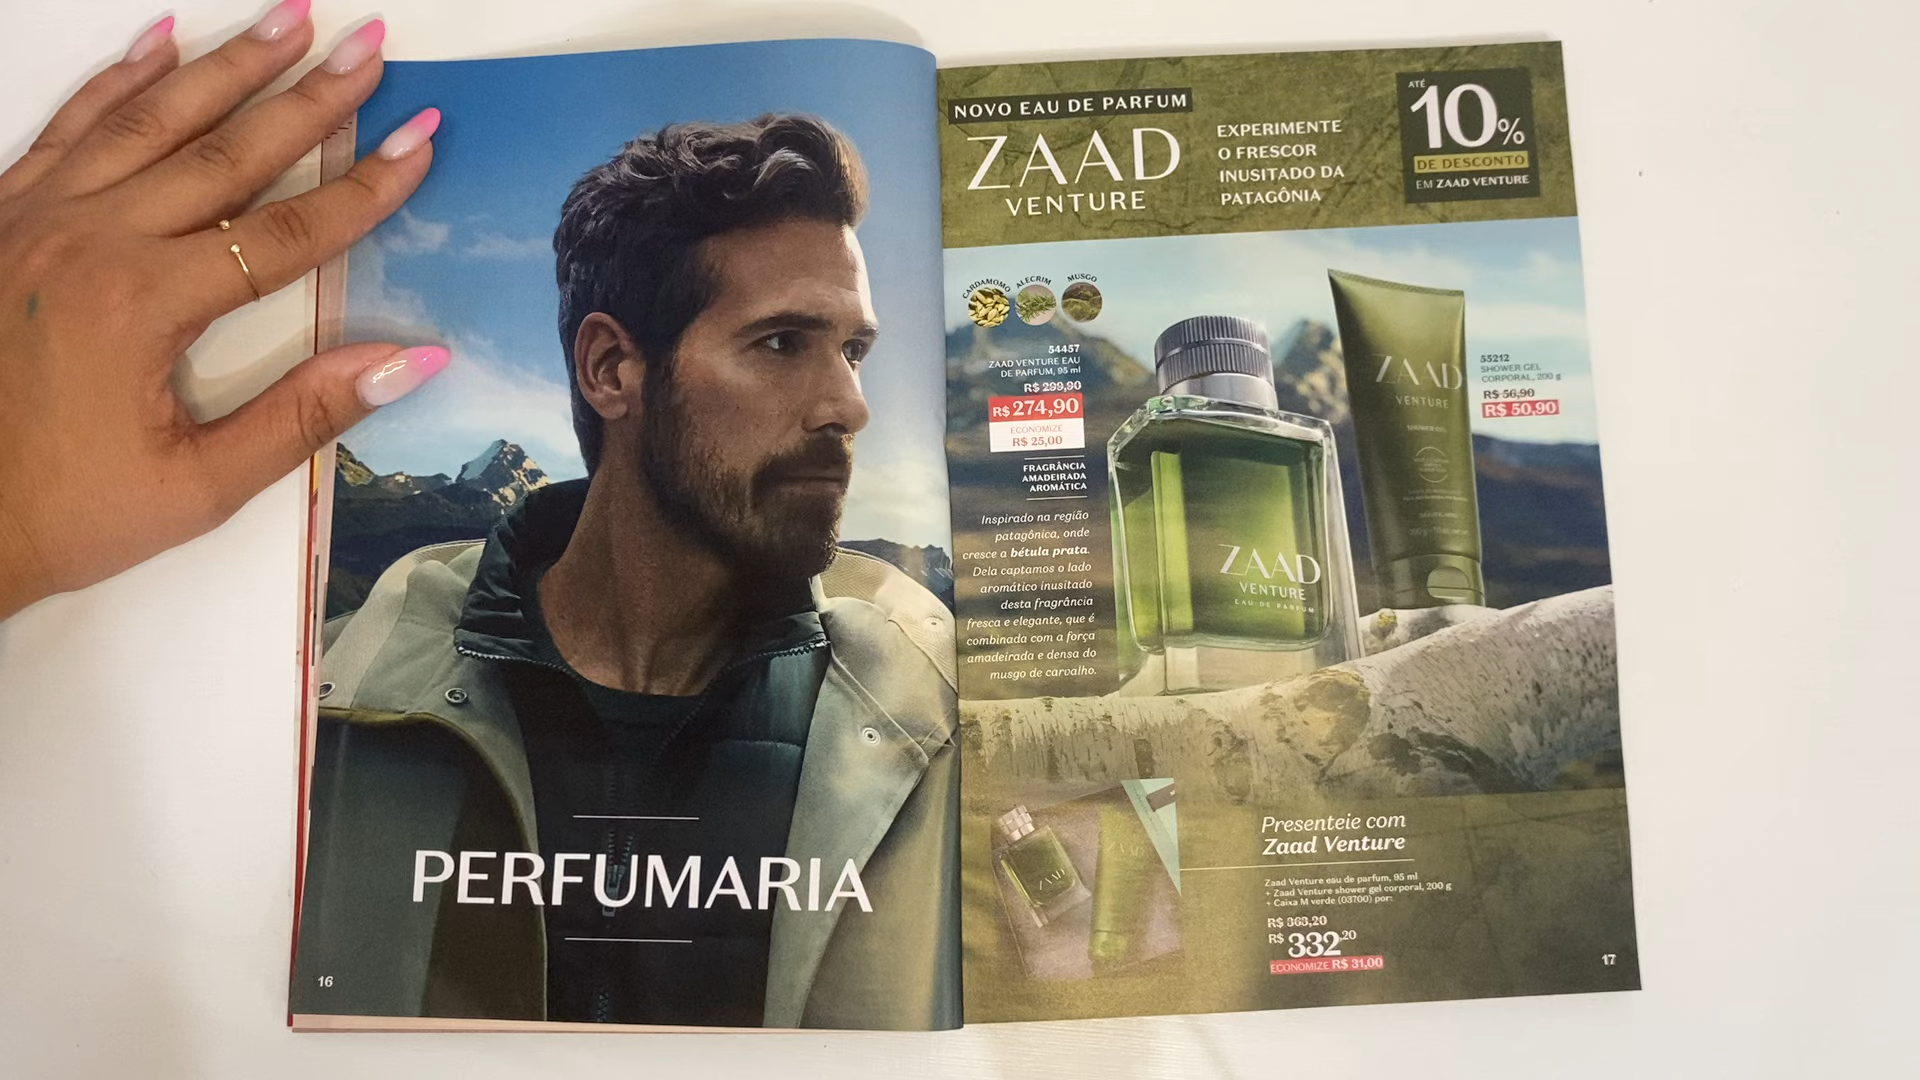 PERFUMARIA
16
NOVO EAU DE PARFUM
ZAAD
VENTURE
EXPERIMENTE
O FRESCOR
INUSITADO DA
PATAGÔNIA
ATÉ
10%
DE DESCONTO
EM ZAAD VENTURE
CARDAMOMO
ALECRIM
MUSGO
54457
ZAAD VENTURE EAU
DE PARFUM, 95 ml
R$ 299,90
R$ 274,90
ECONOMIZE
R$ 25,00
FRAGRÂNCIA
AMADEIRADA
AROMÁTICA
Inspirado na região
patagônica, onde
cresce a bétula prata.
Dela captamos o lado
aromático inusitado
desta fragrância
fresca e elegante, que é
combinada com a força
amadeirada e densa do
musgo de carvalho.
ZAAD
VENTURE
EAU DE PARFUM
ZAAD
VENTURE
SHOWER GEL
55212
SHOWER GEL
CORPORAL, 200 g
R$ 56,90
R$ 50,90
ZAAD
Presenteie com
Zaad Venture
Zaad Venture eau de parfum, 95 ml
+ Zaad Venture shower gel corporal, 200 g
+ Caixa M verde (03700) por:
R$ 363,20
R$ 332,20
ECONOMIZE R$ 31,00
17